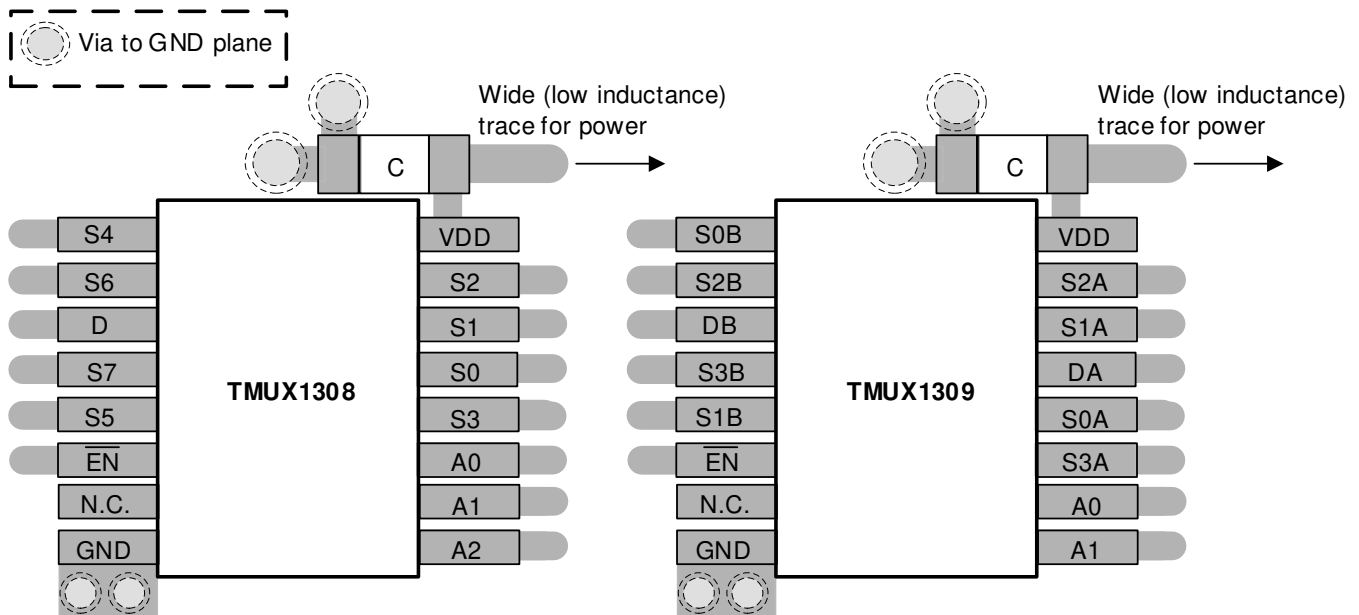 Via to GND plane
Wide (low inductance)
trace for power
C
S4
S6
D
S7
S5
EN
N.C.
GND
TMUX1308
VDD
S2
S1
S0
S3
A0
A1
A2
Wide (low inductance)
trace for power
C
S0B
S2B
DB
S3B
S1B
EN
N.C.
GND
TMUX1309
VDD
S2A
S1A
DA
S0A
S3A
A0
A1